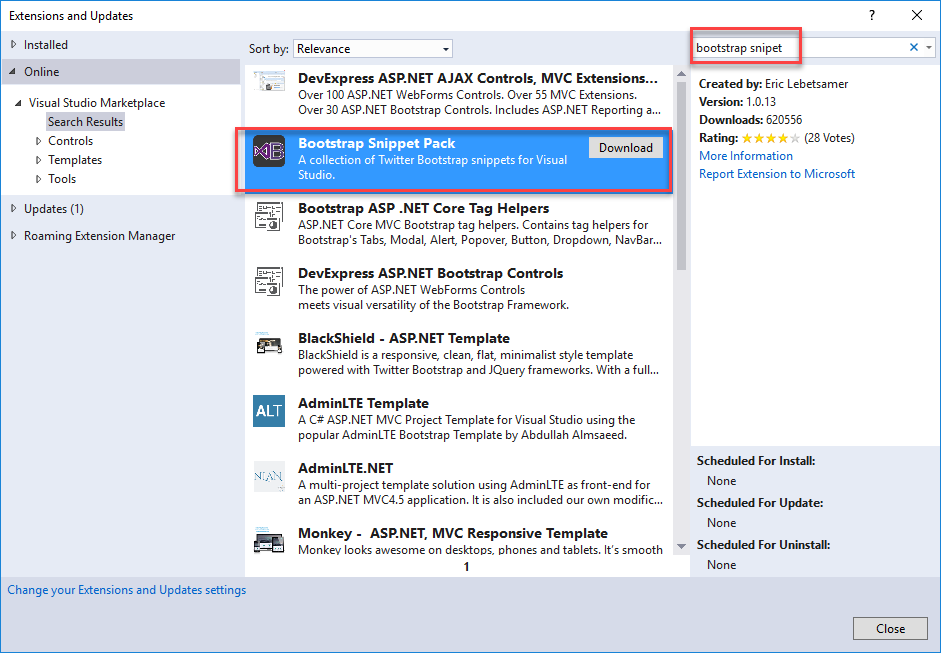 Extensions and Updates
? 
Installed
Online
Visual Studio Marketplace
Search Results
Controls
Templates
Tools
Updates (1)
Roaming Extension Manager
Sort by: Relevance
DevExpress ASP.NET AJAX Controls, MVC Extensions...
Over 100 ASP.NET WebForms Controls. Over 55 MVC Extensions.
Over 30 ASP.NET Bootstrap Controls. Includes ASP.NET Reporting a...
Bootstrap Snippet Pack
Download
A collection of Twitter Bootstrap snippets for Visual
Studio.
Bootstrap ASP .NET Core Tag Helpers
ASP.NET Core MVC Bootstrap tag helpers. Contains tag helpers for
Bootstrap's Tabs, Modal, Alert, Popover, Button, Dropdown, NavBar...
DevExpress ASP.NET Bootstrap Controls
The power of ASP.NET WebForms Controls
meets visual versatility of the Bootstrap Framework.
BlackShield - ASP.NET Template
BlackShield is a responsive, clean, flat, minimalist style template
powered with Twitter Bootstrap and JQuery frameworks. With a full...
ALT
AdminLTE Template
A C# ASP.NET MVC Project Template for Visual Studio using the
popular AdminLTE Bootstrap Template by Abdullah Almsaeed.
AdminLTE.NET
A multi-project template solution using AdminLTE as front-end for
an ASP.NET MVC4.5 application. It is also included our own modific...
Monkey -  ASP.NET, MVC Responsive Template
Monkey looks awesome on desktops, phones and tablets. It's smooth
1
bootstrap snipet
Created by: Eric Lebetsamer
Version: 1.0.13
Downloads: 620556
Rating: (28 Votes)
More Information
Report Extension to Microsoft
Scheduled For Install:
None
Scheduled For Update:
None
Scheduled For Uninstall:
None
Change your Extensions and Updates settings
Close